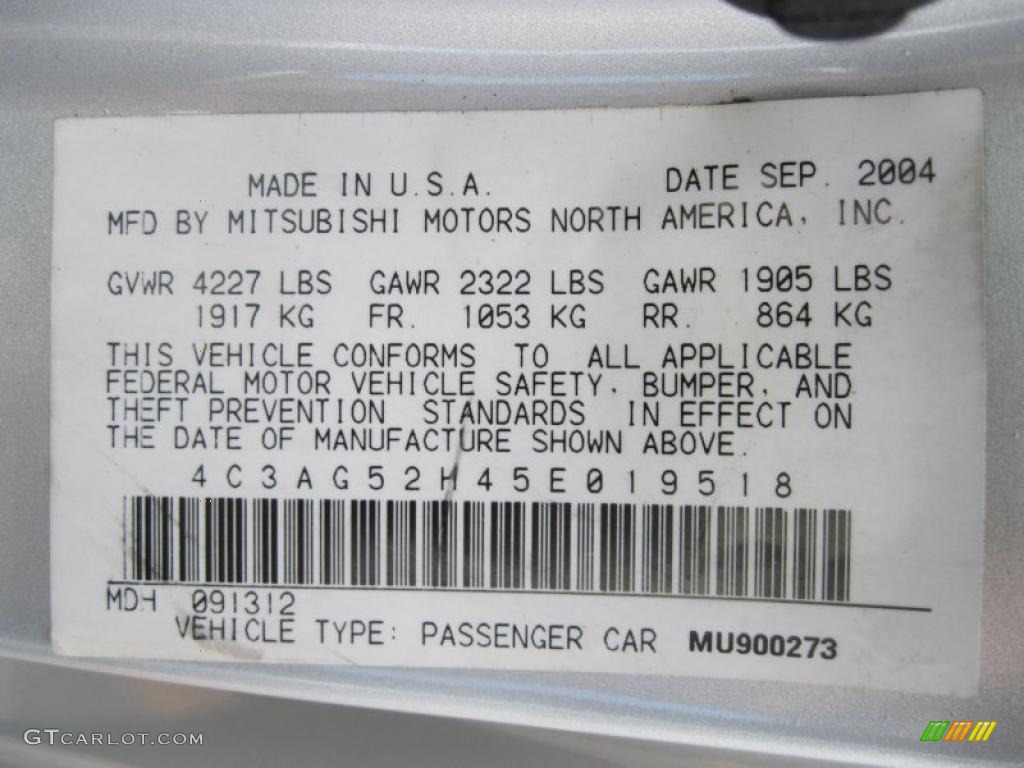 MADE IN U.S.A. DATE SEP. 2004
MFD BY MITSUBISHI MOTORS NORTH AMERICA, INC.
GVWR 4227 LBS GAWR 2322 LBS GAWR 1905 LBS
1917 KG FR. 1053 KG RR. 864 KG
THIS VEHICLE CONFORMS TO ALL APPLICABLE
FEDERAL MOTOR VEHICLE SAFETY, BUMPER, AND
THEFT PREVENTION STANDARDS IN EFFECT ON
THE DATE OF MANUFACTURE SHOWN ABOVE.
4C3AG52H45E019518
MDH 091312
VEHICLE TYPE: PASSENGER CAR MU900273
GTCARLOT.COM